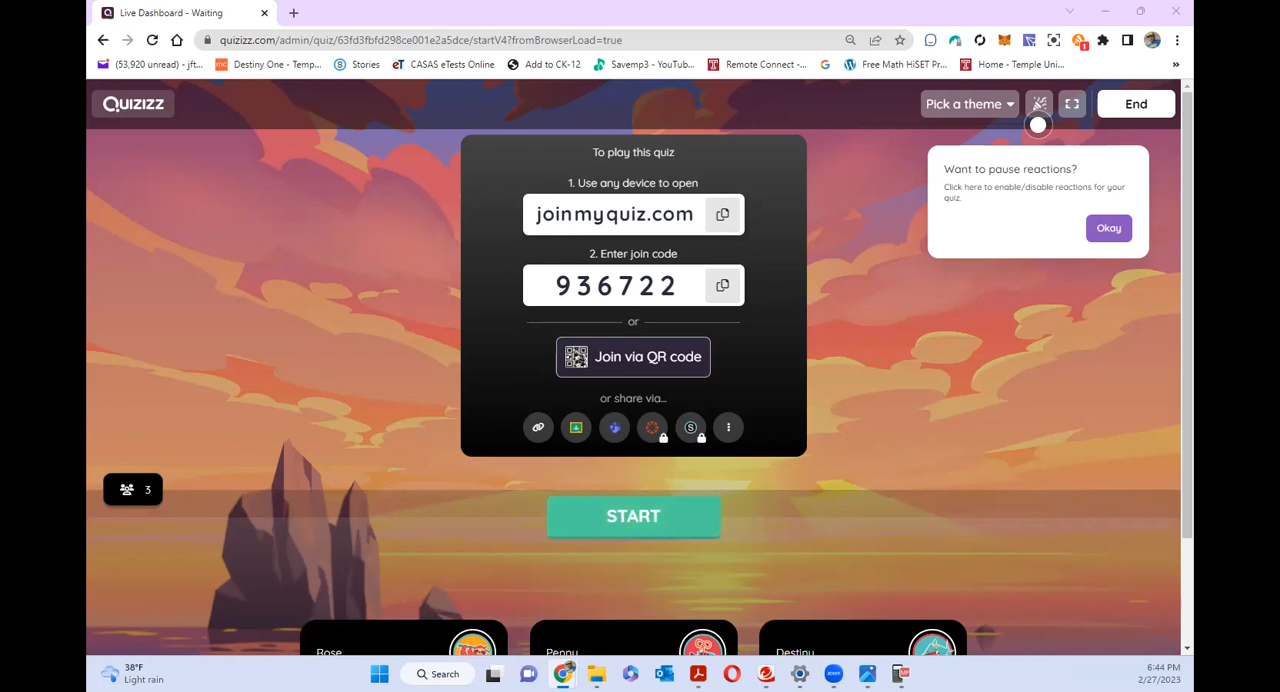 Live Dashboard - Waiting
quizizz.com/admin/quiz/63fd3fbfd298ce001e2a5dce/startV4?fromBrowserLoad=true
1
(53,920 unread) - jft...
Destiny One - Temp...
Stories
CASAS eTests Online
Add to CK-12
Savemp3 - YouTub...
Remote Connect -...
Free Math HiSET Pr...
Home - Temple Uni...
»
Quizizz
Pick a theme
End
To play this quiz
1. Use any device to open
joinmyquiz.com
2. Enter join code
936722
or
Join via QR code
or share via...
Want to pause reactions?
Click here to enable/disable reactions for your
quiz.
Okay
3
START
Rose
Penny
Destiny
38°F
Light rain
Search
6:44 PM
2/27/2023